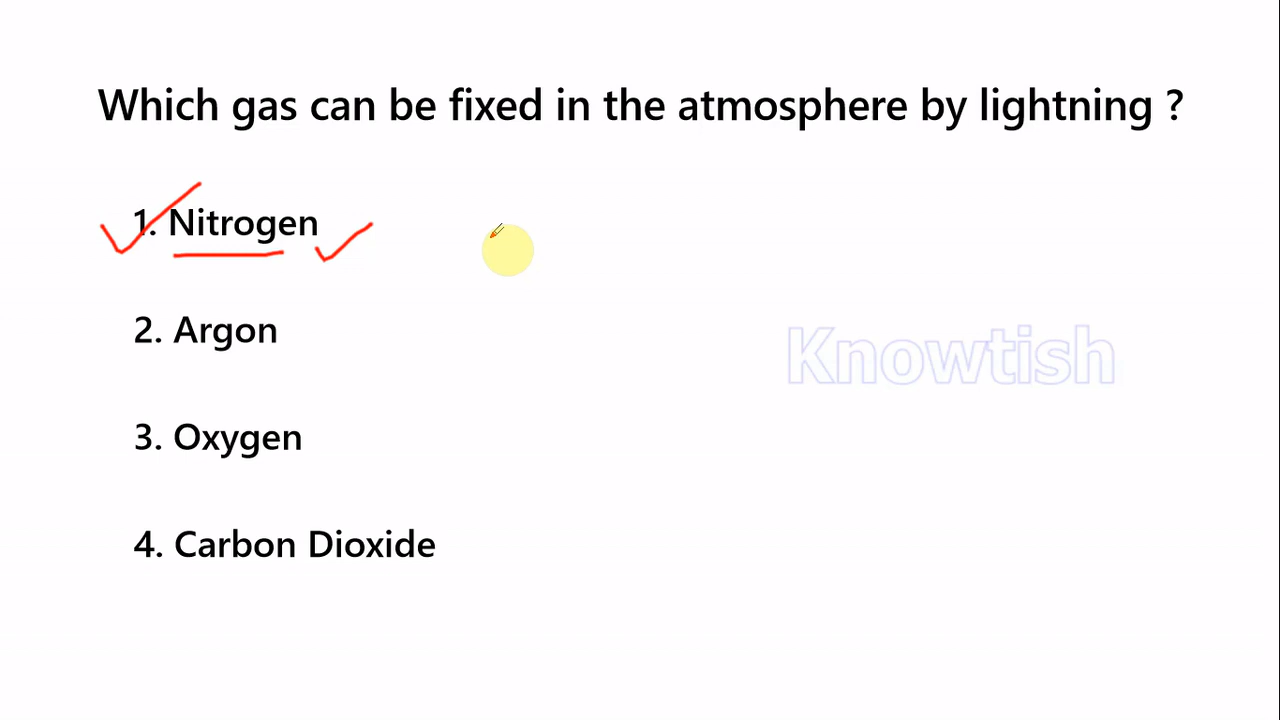 Which gas can be fixed in the atmosphere by lightning ?
1. Nitrogen
2. Argon
Knowtish
3. Oxygen
4. Carbon Dioxide